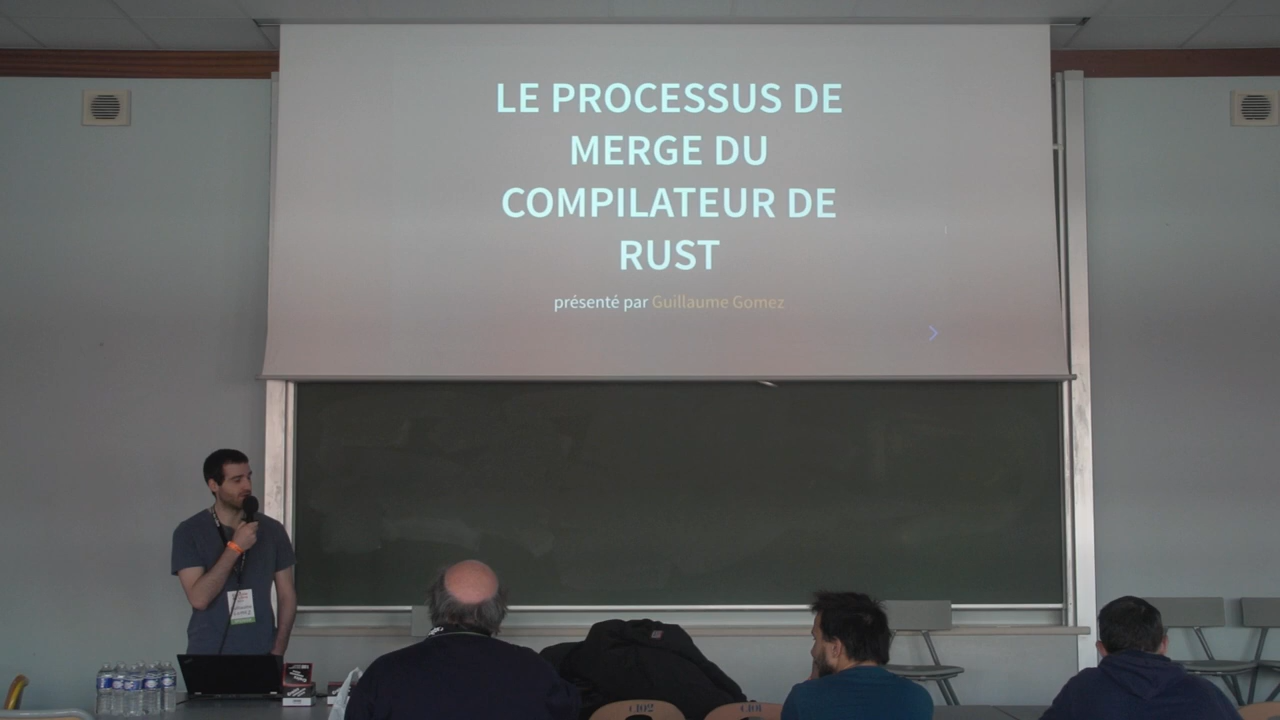 LE PROCESSUS DE
MERGE DU
COMPILATEUR DE
RUST
présenté par Guillaume Gomez